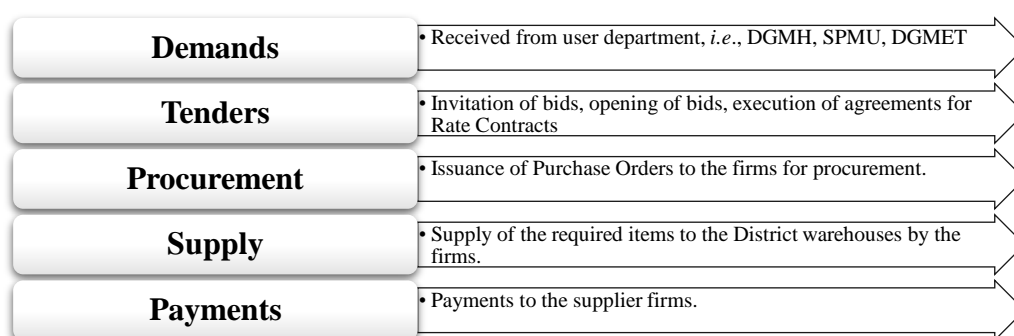 Demands
• Received from user department, i.e., DGMH, SPMU, DGMET
Tenders
• Invitation of bids, opening of bids, execution of agreements for
Rate Contracts
Procurement
• Issuance of Purchase Orders to the firms for procurement.
Supply
• Supply of the required items to the District warehouses by the
firms.
Payments
• Payments to the supplier firms.